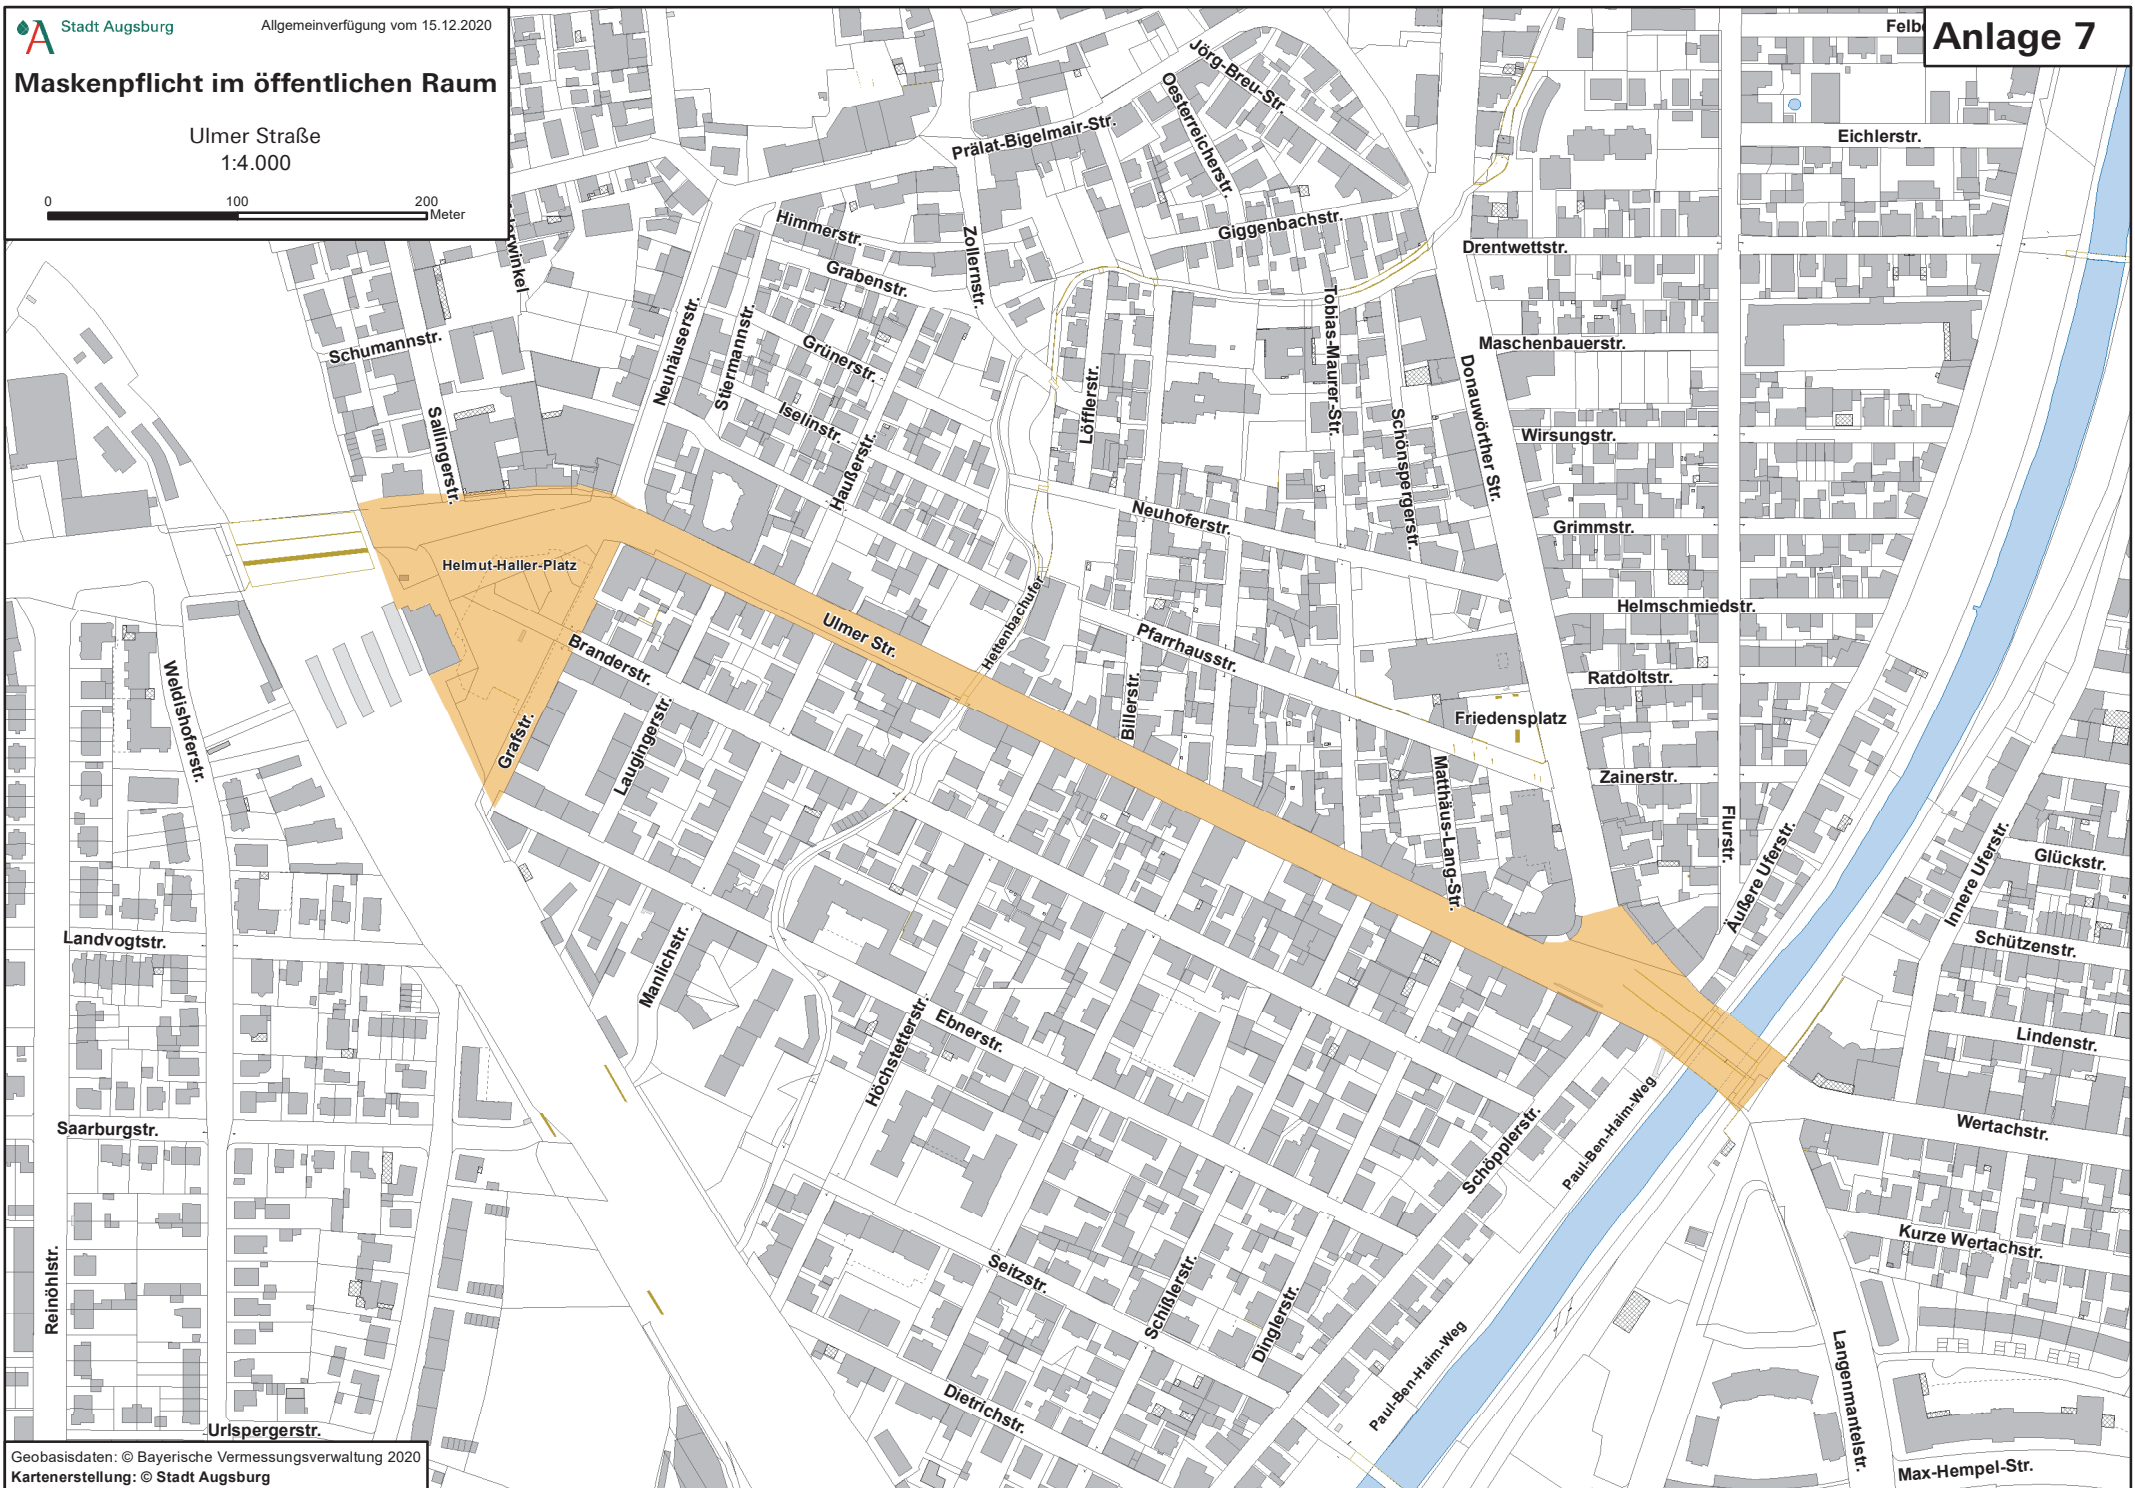 Stadt Augsburg
Allgemeinverfügung vom 15.12.2020
Maskenpflicht im öffentlichen Raum
Ulmer Straße
1:4.000
0 100 200
Meter
Anlage 7
Jörg-Breu-Str.
Oesterreicherstr.
Prälat-Bigelmair-Str.
Eichlerstr.
Himmerstr.
Zollernstr.
Giggenbachstr.
Drentwettstr.
Grabenstr.
Neuhäuserstr.
Stiermannstr.
Tobias-Maurer-Str.
Schumannstr.
Grünerstr.
Maschenbauerstr.
Donauwörther Str.
Löfflerstr.
Iselinstr.
Sallingerstr.
Haußerstr.
Schönspergerstr.
Wirsungstr.
Neuhoferstr.
Grimmstr.
Helmut-Haller-Platz
Hettenbachufer
Helmschmiedstr.
Ulmer Str.
Pfarrhausstr.
Branderstr.
Ratdoltstr.
Weldishoferstr.
Billerstr.
Friedensplatz
Grafstr.
Laugingerstr.
Zainerstr.
Matthäus-Lang-Str.
Flurstr.
Äußere Uferstr.
Innere Uferstr.
Glückstr.
Landvogtstr.
Manlichstr.
Schützenstr.
Höchstetterstr.
Ebnerstr.
Lindenstr.
Saarburgstr.
Schöpplerstr.
Paul-Ben-Haim-Weg
Wertachstr.
Kurze Wertachstr.
Reinöhlstr.
Seitzstr.
Schißlerstr.
Dinglerstr.
Paul-Ben-Haim-Weg
Langenmantelstr.
Dietrichstr.
Urlspergerstr.
Max-Hempel-Str.
Geobasisdaten: © Bayerische Vermessungsverwaltung 2020
Kartenerstellung: © Stadt Augsburg